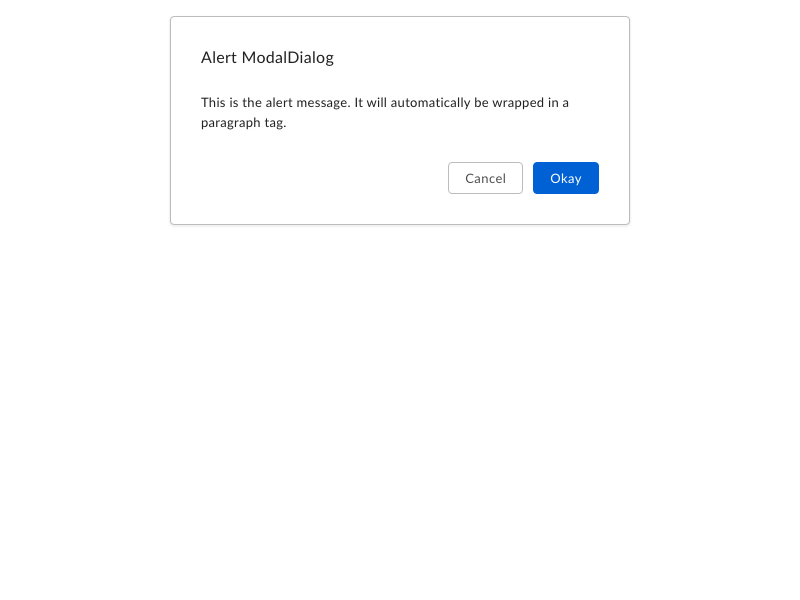 Alert ModalDialog
This is the alert message. It will automatically be wrapped in a
paragraph tag.
Cancel
Okay